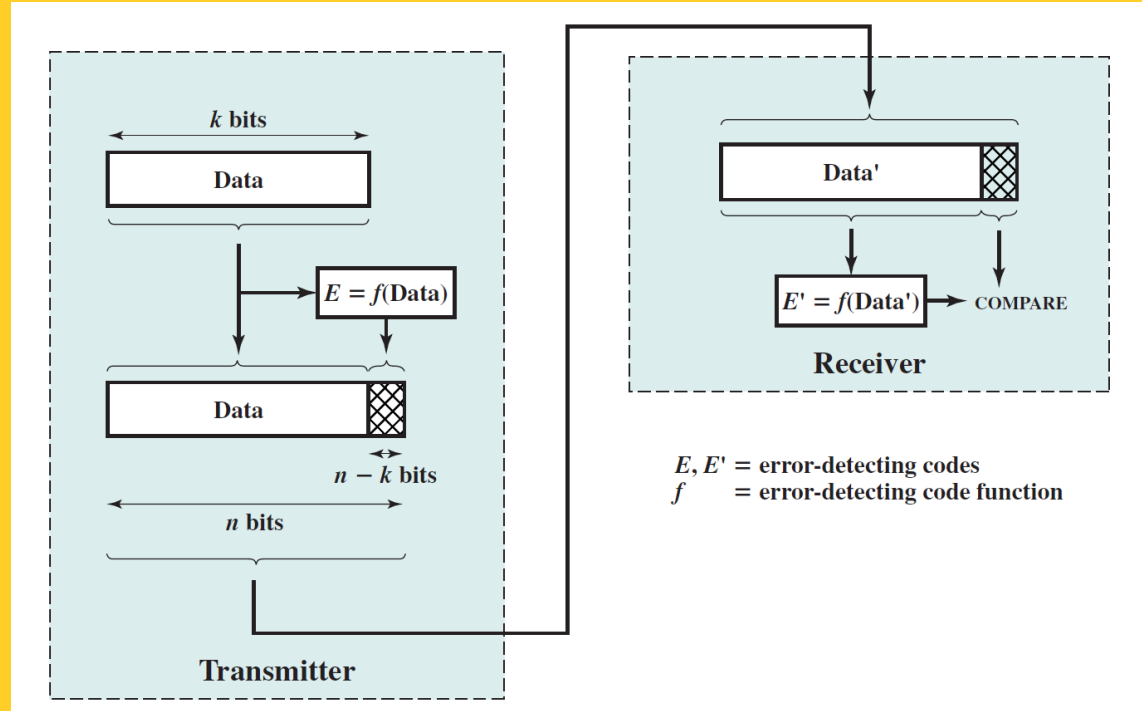 k bits
Data
E = f(Data)
Data
n − k bits
n bits
Transmitter
Data'
E' = f(Data')
COMPARE
Receiver
E, E' = error-detecting codes
f = error-detecting code function